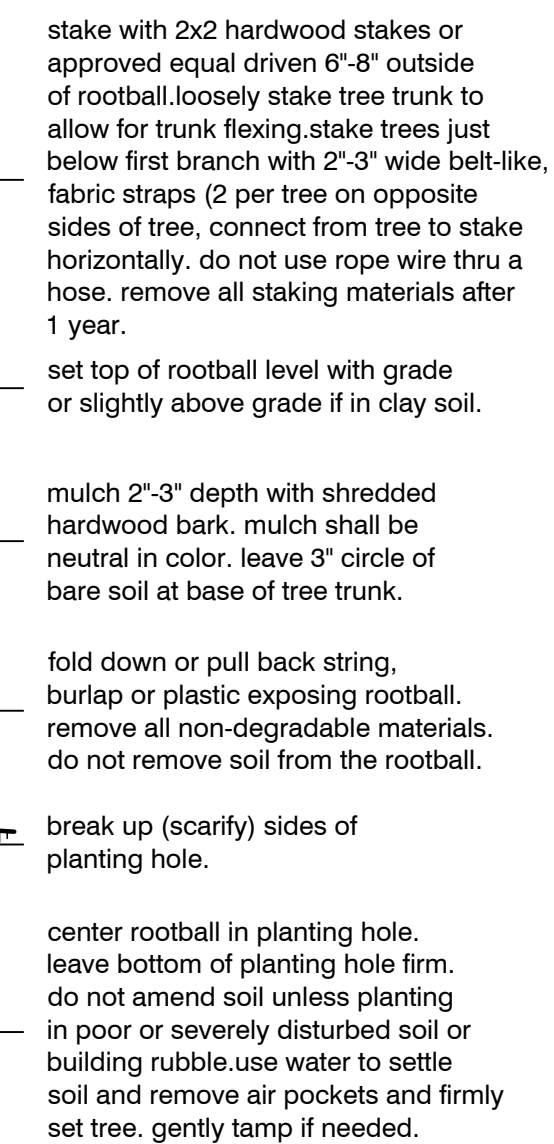 stake with 2x2 hardwood stakes or
approved equal driven 6"-8" outside
of rootball.loosely stake tree trunk to
allow for trunk flexing.stake trees just
below first branch with 2"-3" wide belt-like,
fabric straps (2 per tree on opposite
sides of tree, connect from tree to stake
horizontally. do not use rope wire thru a
hose. remove all staking materials after
1 year.
set top of rootball level with grade
or slightly above grade if in clay soil.
mulch 2"-3" depth with shredded
hardwood bark. mulch shall be
neutral in color. leave 3" circle of
bare soil at base of tree trunk.
fold down or pull back string,
burlap or plastic exposing rootball.
remove all non-degradable materials.
do not remove soil from the rootball.
break up (scarify) sides of
planting hole.
center rootball in planting hole.
leave bottom of planting hole firm.
do not amend soil unless planting
in poor or severely disturbed soil or
building rubble.use water to settle
soil and remove air pockets and firmly
set tree. gently tamp if needed.